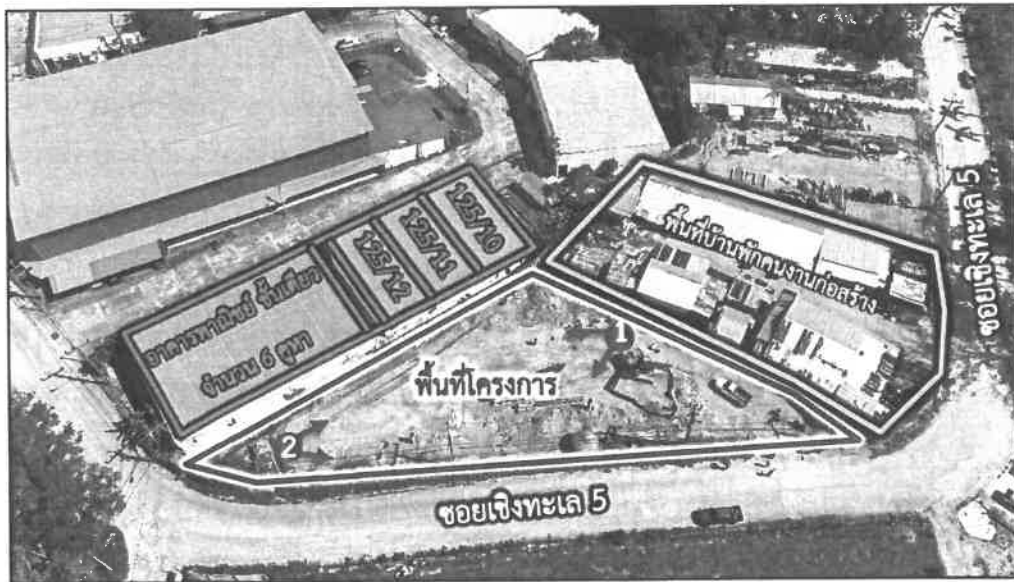 125/10
125/11
125/12
อาคารพาณิชย์ ชั้นเดียว
จำนวน 6 คูหา
พื้นที่บ้านพักคนงานก่อสร้าง
ซอยเชิงทะเล 5
1
พื้นที่โครงการ
2
ซอยเชิงทะเล 5